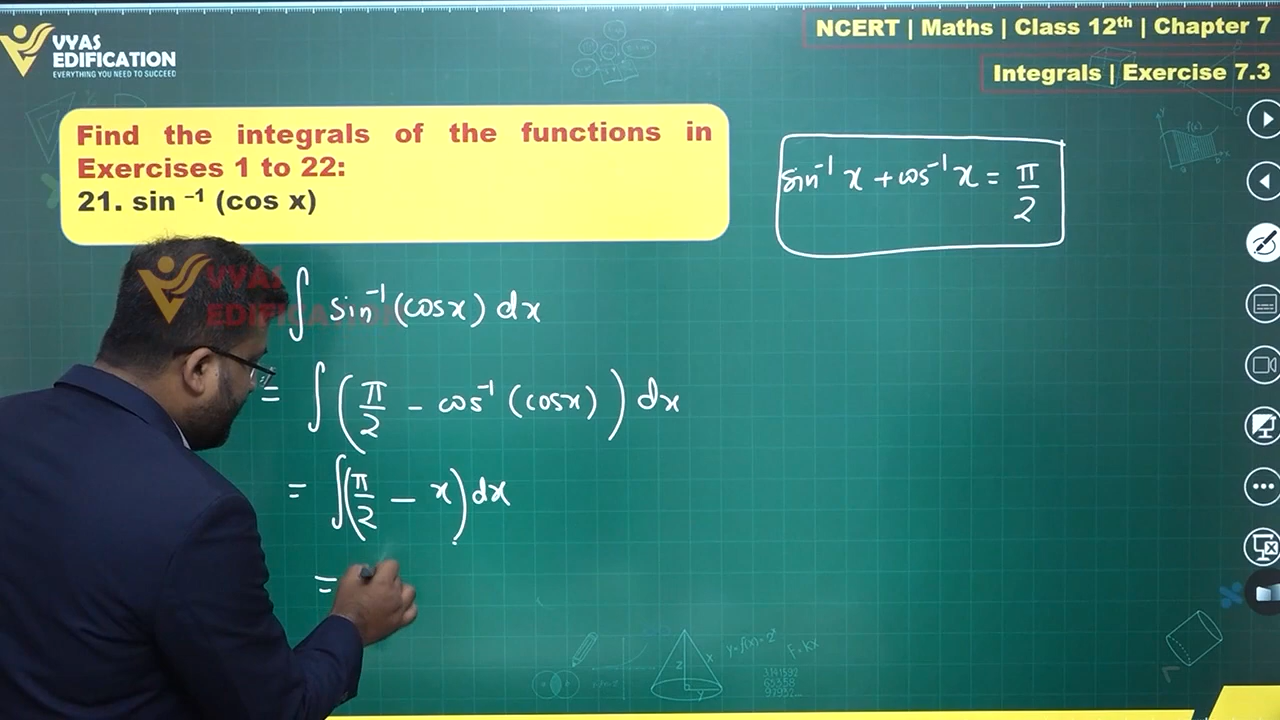 VYAS
EDIFICATION
EVERYTHING YOU NEED TO SUCCEED
NCERT | Maths | Class 12th | Chapter 7
Integrals | Exercise 7.3
Find the integrals of the functions in
Exercises 1 to 22:
21. sin ⁻¹ (cos x)
sin⁻¹ x + cos⁻¹ x = π/2
VYAS
EDIFICATION
∫ sin⁻¹ (cos x) dx
= ∫ (π/2 - cos⁻¹ (cos x)) dx
= ∫ (π/2 - x) dx
=